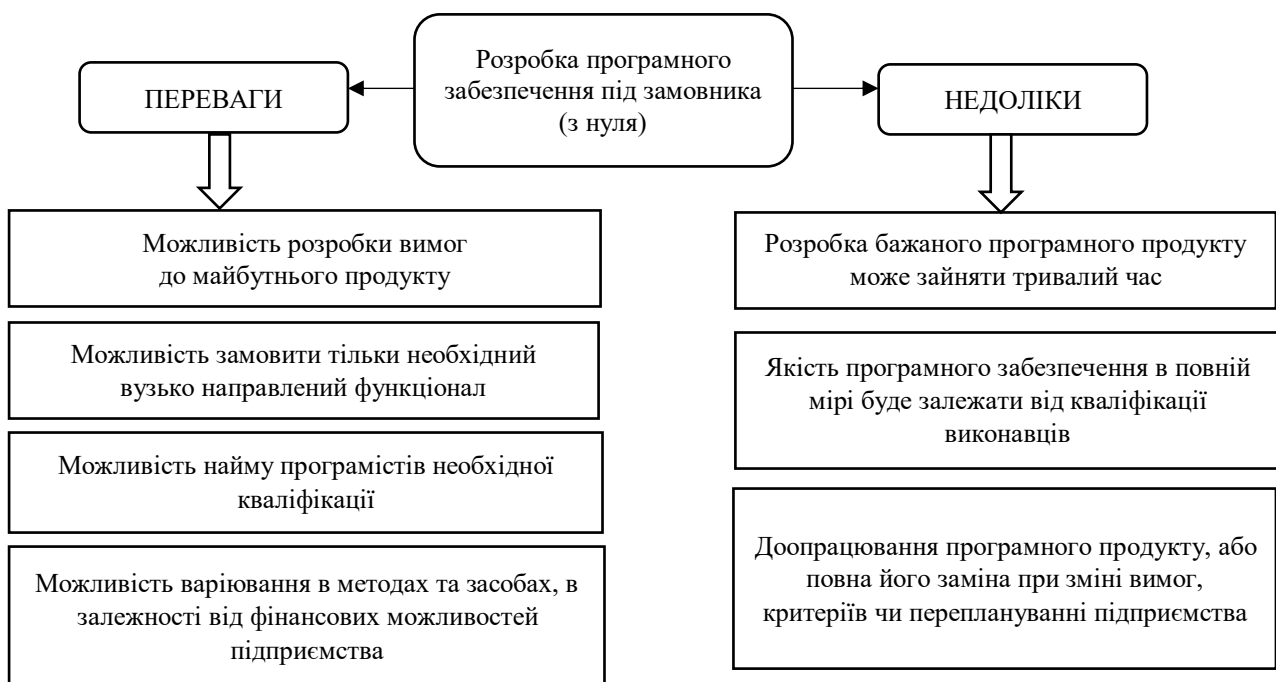 Розробка програмного
забезпечення під замовника
(з нуля)
ПЕРЕВАГИ
НЕДОЛІКИ
Можливість розробки вимог
до майбутнього продукту
Можливість замовити тільки необхідний
вузько направлений функціонал
Можливість найму програмістів необхідної
кваліфікації
Можливість варіювання в методах та засобах, в
залежності від фінансових можливостей
підприємства
Розробка бажаного програмного продукту
може зайняти тривалий час
Якість програмного забезпечення в повній
мірі буде залежати від кваліфікації
виконавців
Доопрацювання програмного продукту, або
повна його заміна при зміні вимог,
критеріїв чи переплануванні підприємства